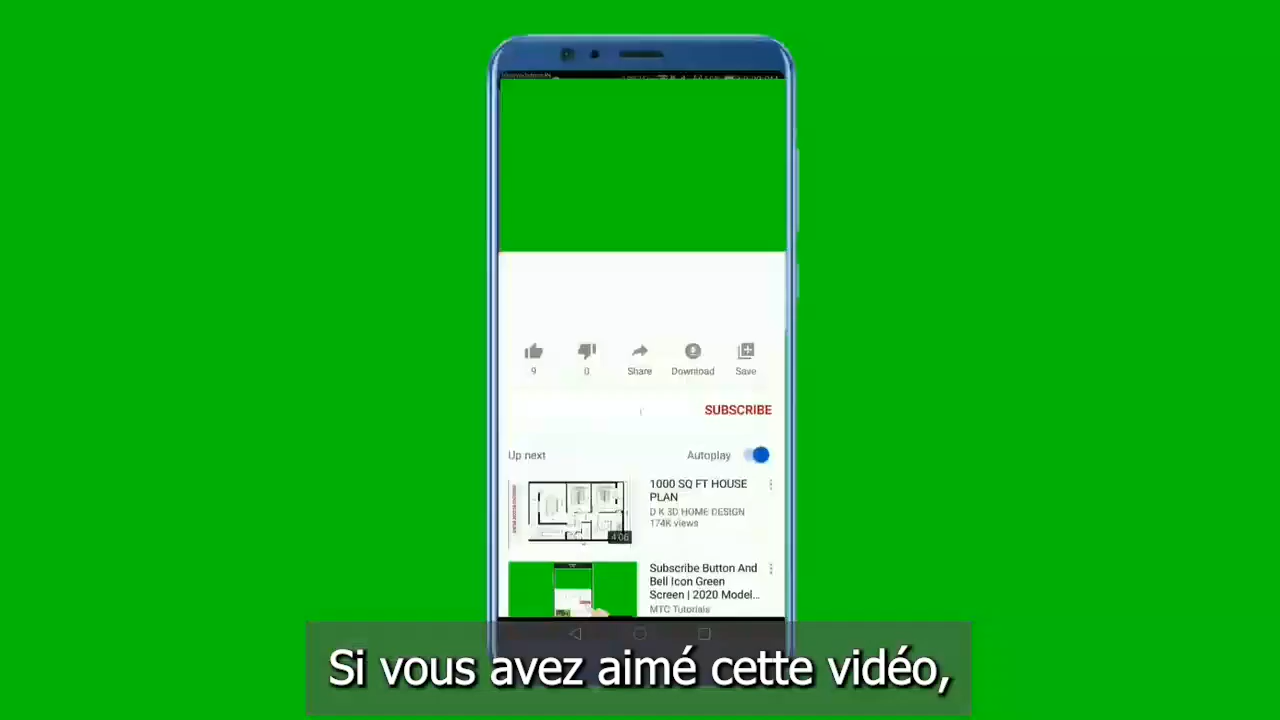 9
0
Share
Download
Save
SUBSCRIBE
Up next
Autoplay
1000 SQ FT HOUSE
PLAN
D K 3D HOME DESIGN
174K views
4:06
Subscribe Button And
Bell Icon Green
Screen | 2020 Model...
MTC Tutorials
Si vous avez aimé cette vidéo,